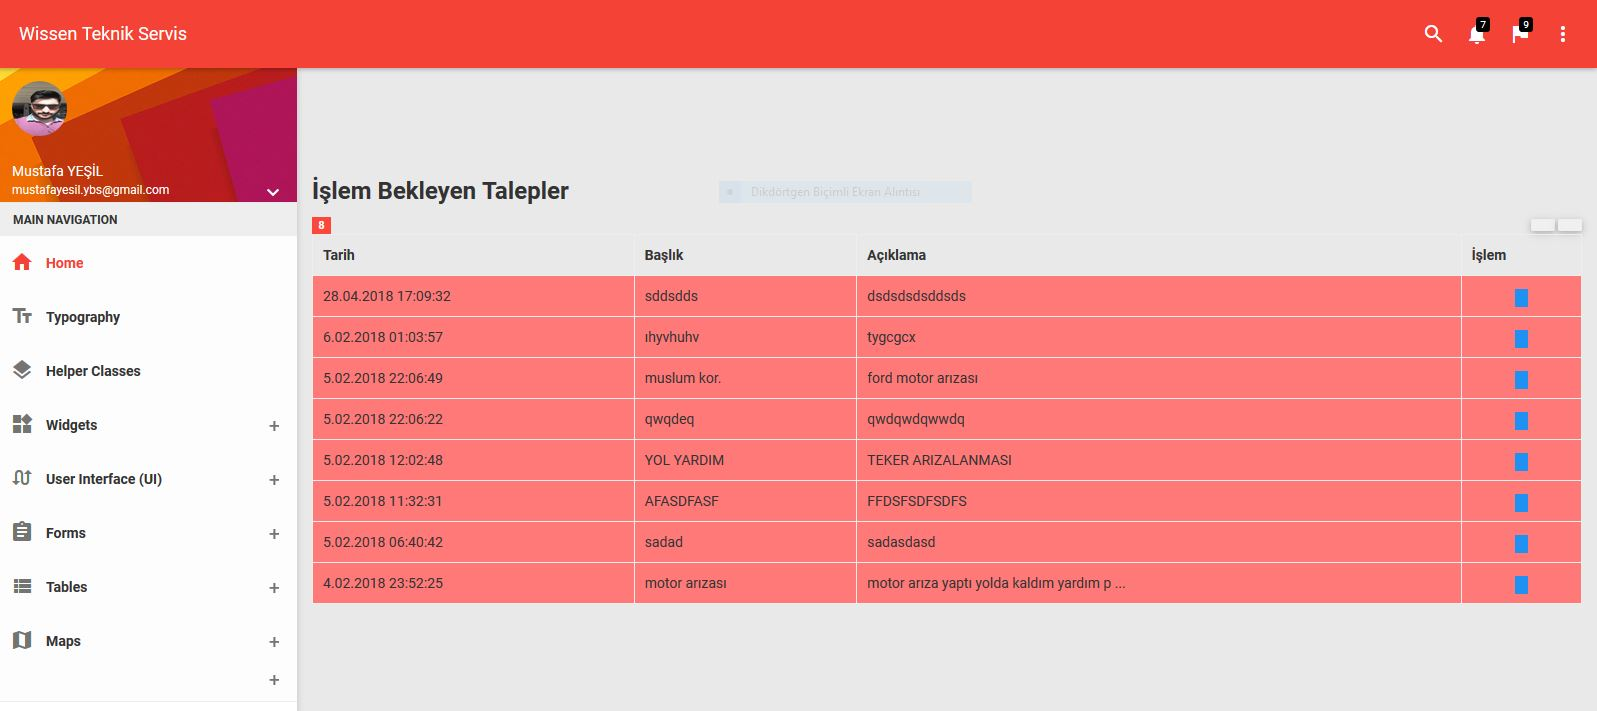 Wissen Teknik Servis
7
9
Mustafa YEŞİL
mustafayesil.ybs@gmail.com
MAIN NAVIGATION
Home
Typography
Helper Classes
Widgets +
User Interface (UI) +
Forms +
Tables +
Maps +
+
İşlem Bekleyen Talepler
Dikdörtgen Biçimli Ekran Alıntısı
8
Tarih Başlık Açıklama İşlem
28.04.2018 17:09:32 sddsdds dsdsdsdsddsds
6.02.2018 01:03:57 ıhyvhuhv tygcgcx
5.02.2018 22:06:49 muslum kor. ford motor arızası
5.02.2018 22:06:22 qwqdeq qwdqwdqwwdq
5.02.2018 12:02:48 YOL YARDIM TEKER ARIZALANMASI
5.02.2018 11:32:31 AFASDFASF FFDSFSDFSDFS
5.02.2018 06:40:42 sadad sadasdasd
4.02.2018 23:52:25 motor arızası motor arıza yaptı yolda kaldım yardım p ...